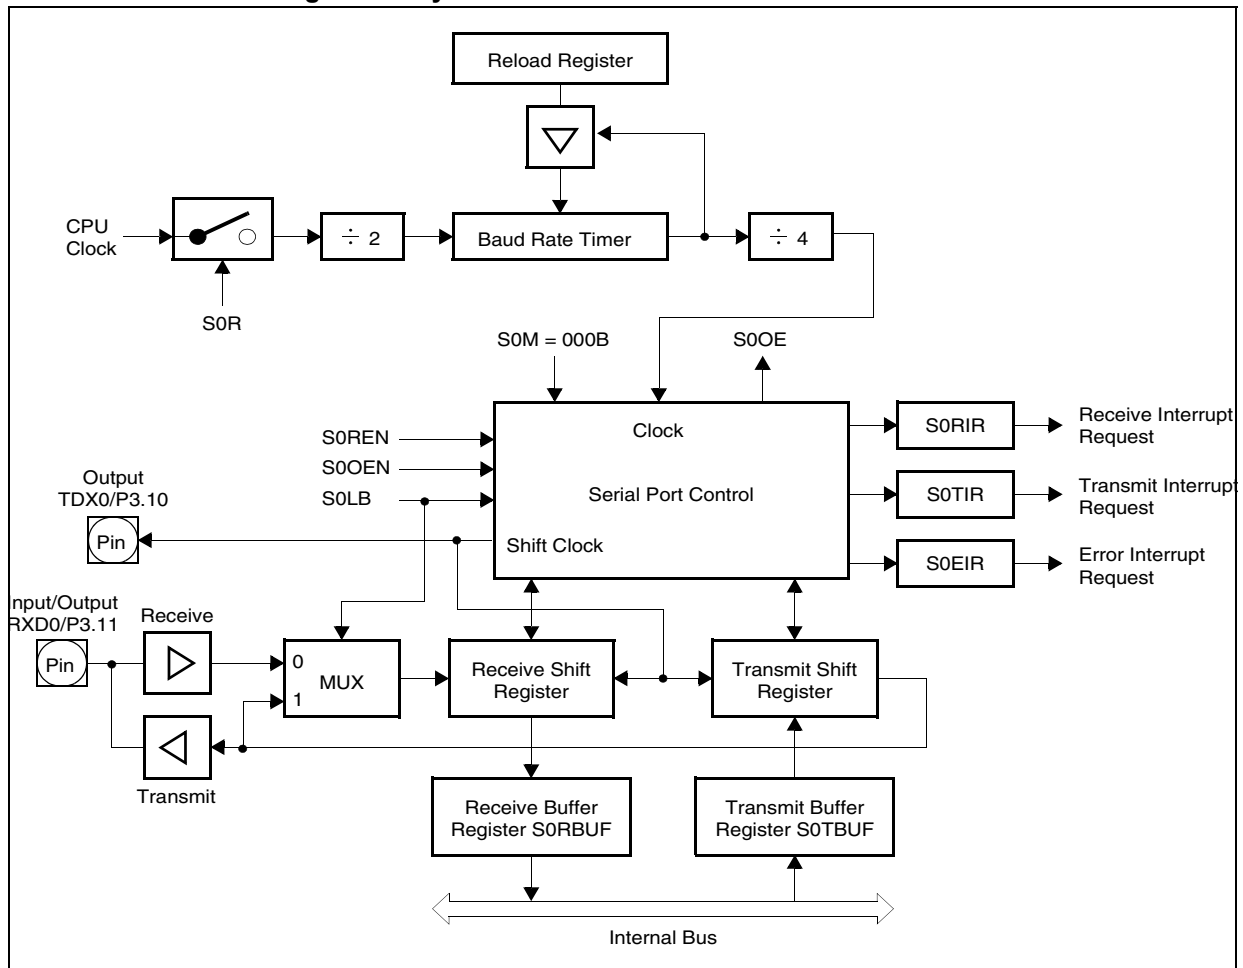 Reload Register
CPU
Clock
÷ 2
Baud Rate Timer
÷ 4
S0R
S0M = 000B
S0OE
Clock
Serial Port Control
Shift Clock
S0REN
S0OEN
S0LB
S0RIR
Receive Interrupt
Request
S0TIR
Transmit Interrupt
Request
S0EIR
Error Interrupt
Request
Output
TDX0/P3.10
Pin
Input/Output
RXD0/P3.11
Pin
Receive
0
MUX
1
Receive Shift
Register
Transmit Shift
Register
Transmit
Receive Buffer
Register S0RBUF
Transmit Buffer
Register S0TBUF
Internal Bus